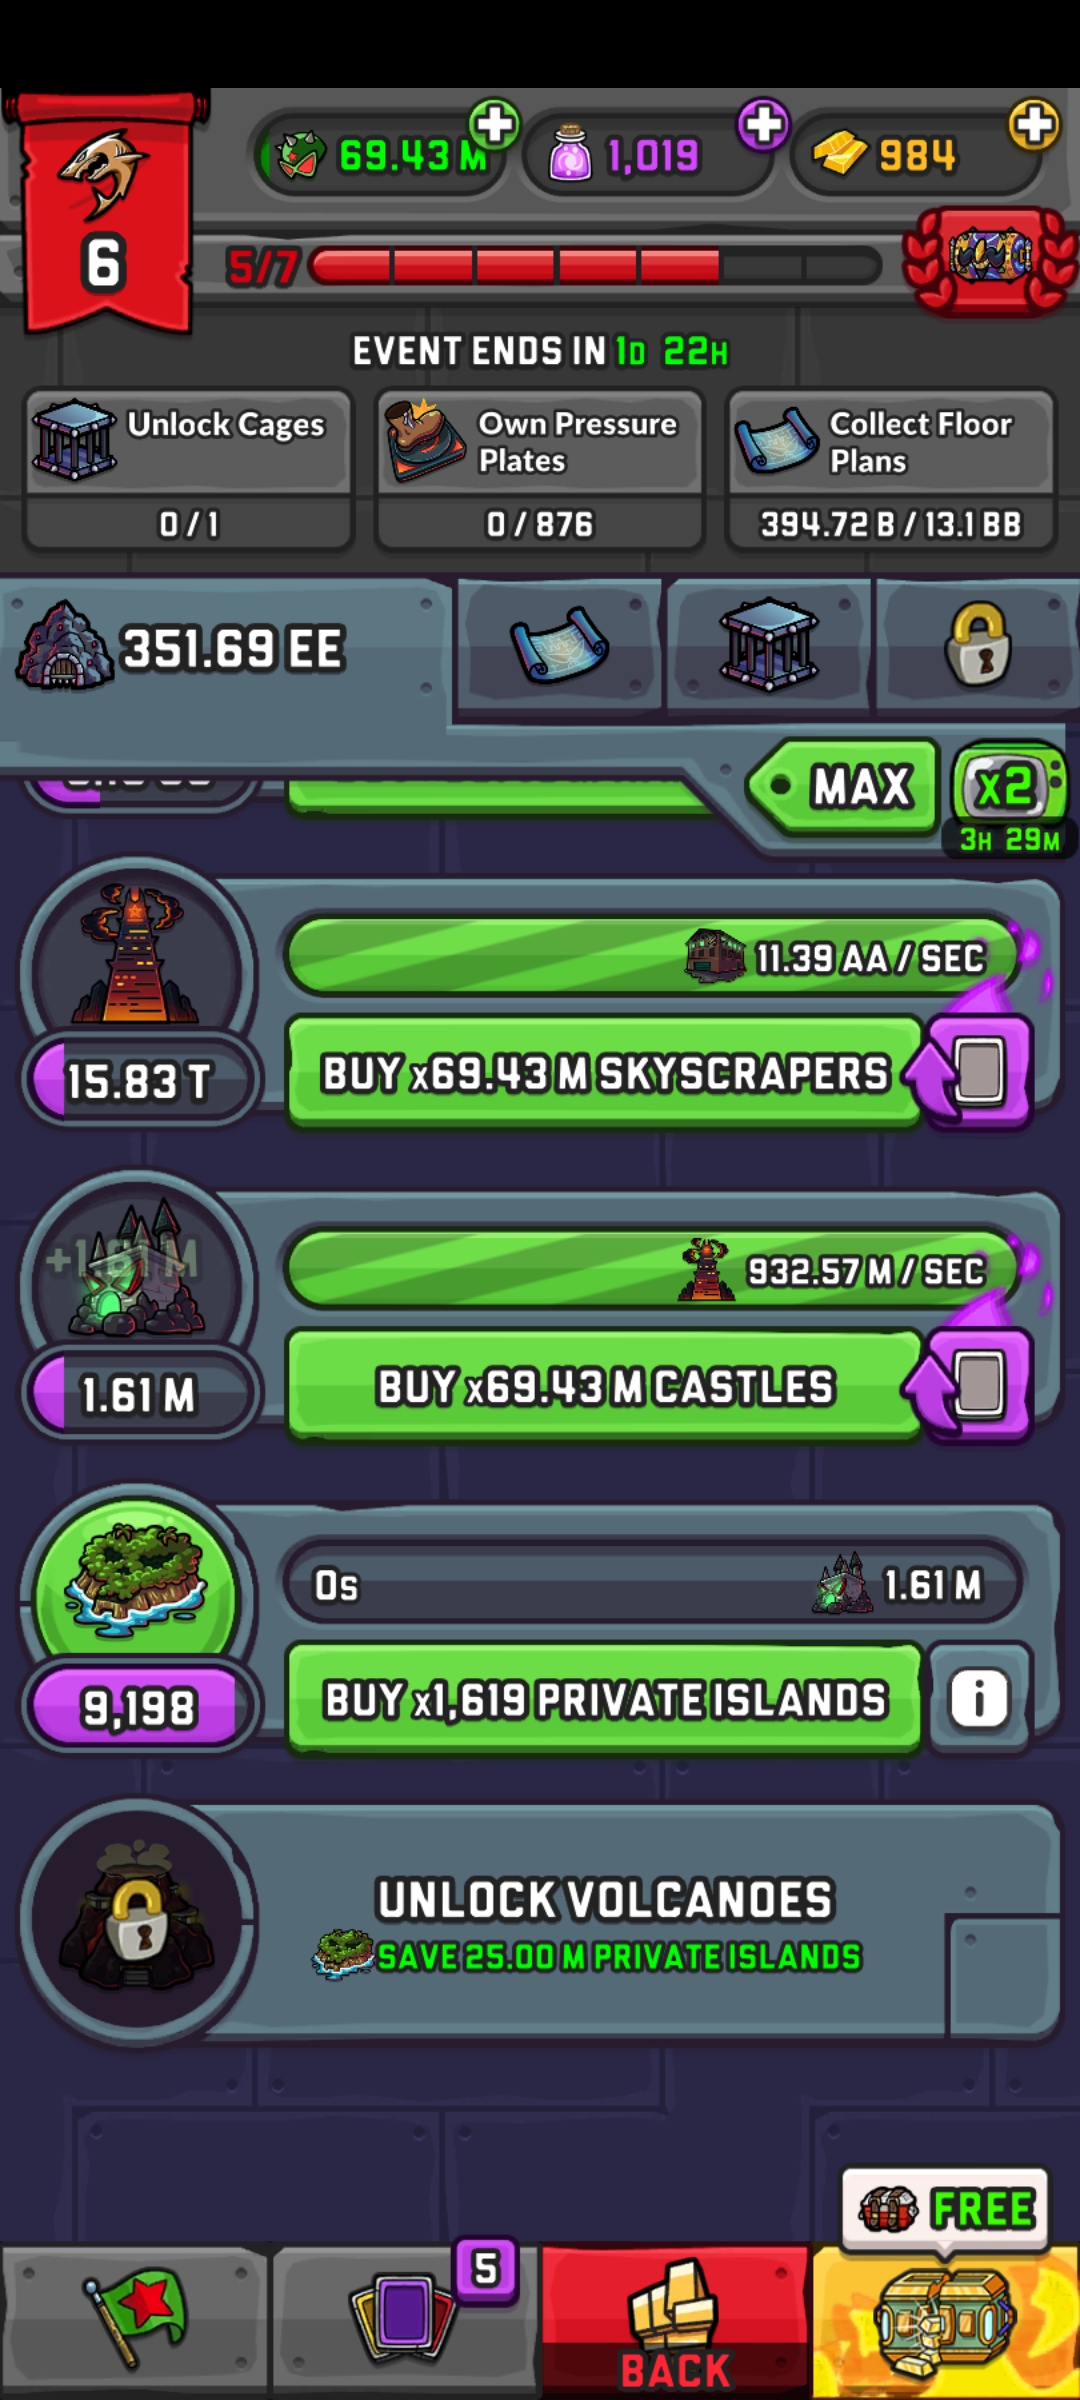 69.43 M
1,019
984
6
5/7
EVENT ENDS IN 1D 22H
Unlock Cages
0 / 1
Own Pressure
Plates
0 / 876
Collect Floor
Plans
394.72 B / 13.1 BB
351.69 EE
MAX
x2
3H 29M
11.39 AA / SEC
15.83 T
BUY x69.43 M SKYSCRAPERS
932.57 M / SEC
1.61 M
BUY x69.43 M CASTLES
0s
1.61 M
9,198
BUY x1,619 PRIVATE ISLANDS
i
UNLOCK VOLCANOES
SAVE 25.00 M PRIVATE ISLANDS
FREE
5
BACK